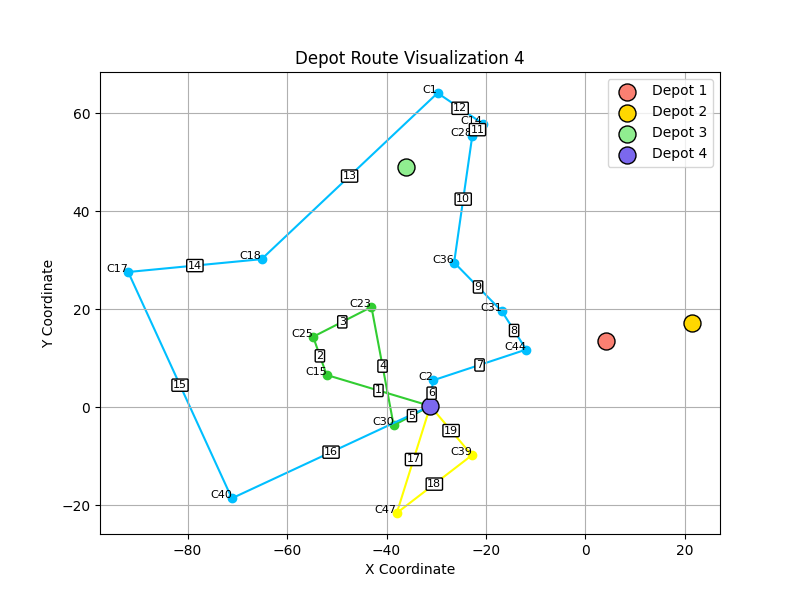 Depot Route Visualization 4
Depot 1
Depot 2
Depot 3
Depot 4
Y Coordinate
60
40
20
0
−20
−80
−60
−40
−20
0
20
X Coordinate
C1
12
C14
11
C28
13
10
C18
14
C17
C36
9
C31
8
C44
C23
3
C25
2
C15
4
7
C2
1
6
15
C30
5
19
C39
16
17
18
C40
C47